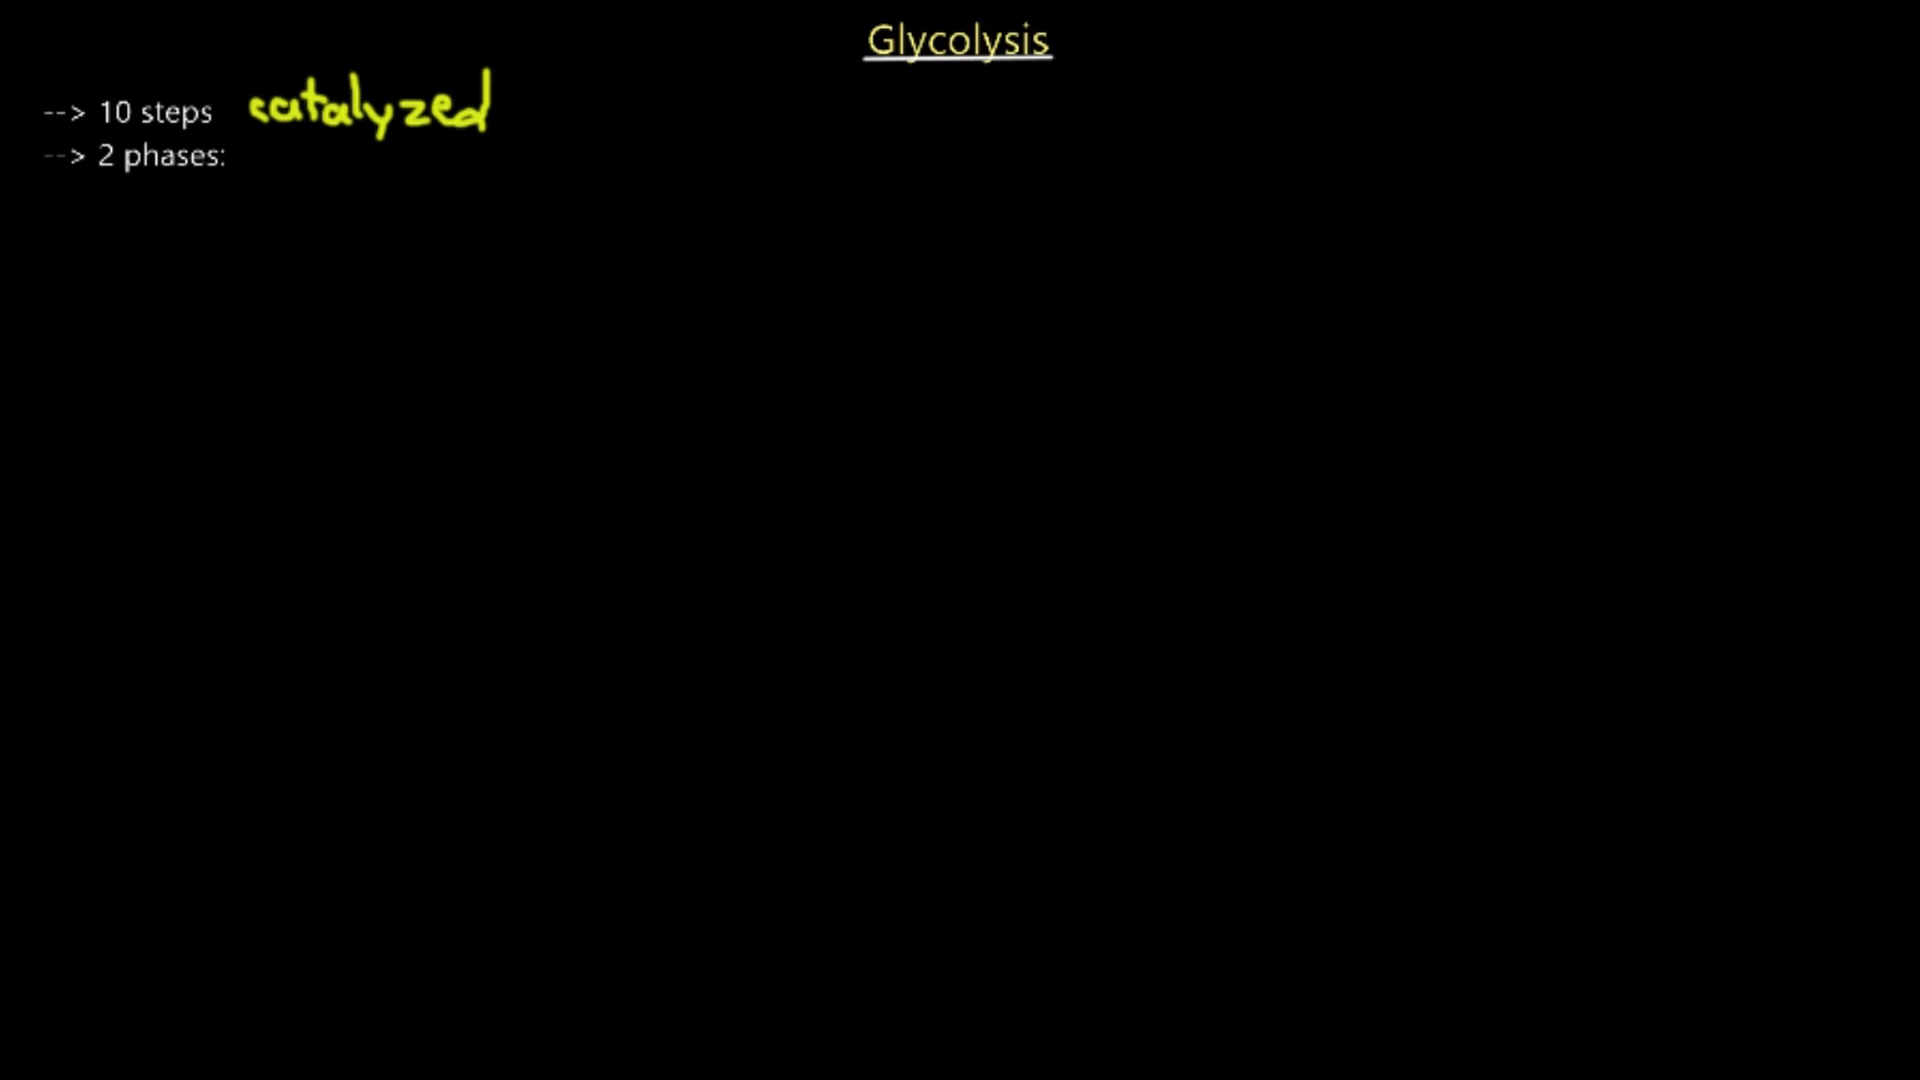 Glycolysis
--> 10 steps catalyzed
--> 2 phases: